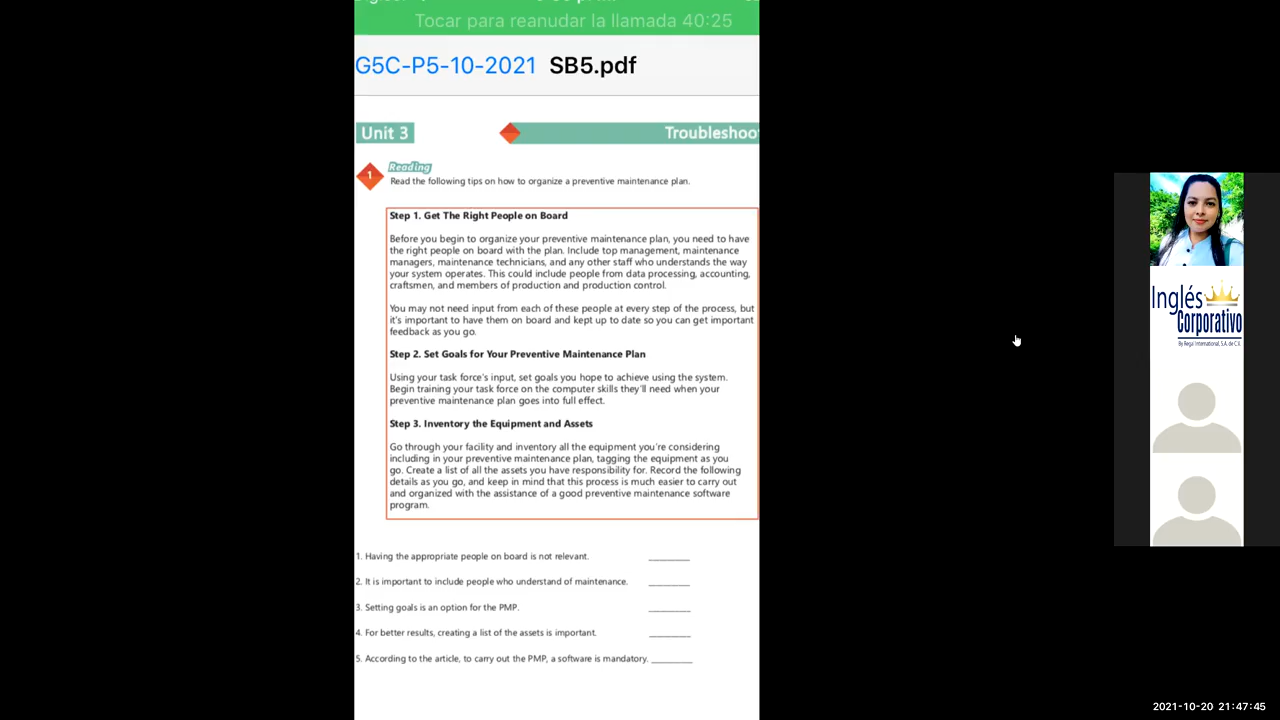 Tocar para reanudar la llamada 40:25
G5C-P5-10-2021 SB5.pdf
Unit 3
Troubleshoo
1
Reading
Read the following tips on how to organize a preventive maintenance plan.
Step 1. Get The Right People on Board
Before you begin to organize your preventive maintenance plan, you need to have
the right people on board with the plan. Include top management, maintenance
managers, maintenance technicians, and any other staff who understands the way
your system operates. This could include people from data processing, accounting,
craftsmen, and members of production and production control.
You may not need input from each of these people at every step of the process, but
it's important to have them on board and kept up to date so you can get important
feedback as you go.
Step 2. Set Goals for Your Preventive Maintenance Plan
Using your task force's input, set goals you hope to achieve using the system.
Begin training your task force on the computer skills they'll need when your
preventive maintenance plan goes into full effect.
Step 3. Inventory the Equipment and Assets
Go through your facility and inventory all the equipment you're considering
including in your preventive maintenance plan, tagging the equipment as you
go. Create a list of all the assets you have responsibility for. Record the following
details as you go, and keep in mind that this process is much easier to carry out
and organized with the assistance of a good preventive maintenance software
program.
1. Having the appropriate people on board is not relevant. ________
2. It is important to include people who understand of maintenance. ________
3. Setting goals is an option for the PMP. ________
4. For better results, creating a list of the assets is important. ________
5. According to the article, to carry out the PMP, a software is mandatory. ________
Inglés
Corporativo
By Regal International, S.A. de C.V.
2021-10-20 21:47:45